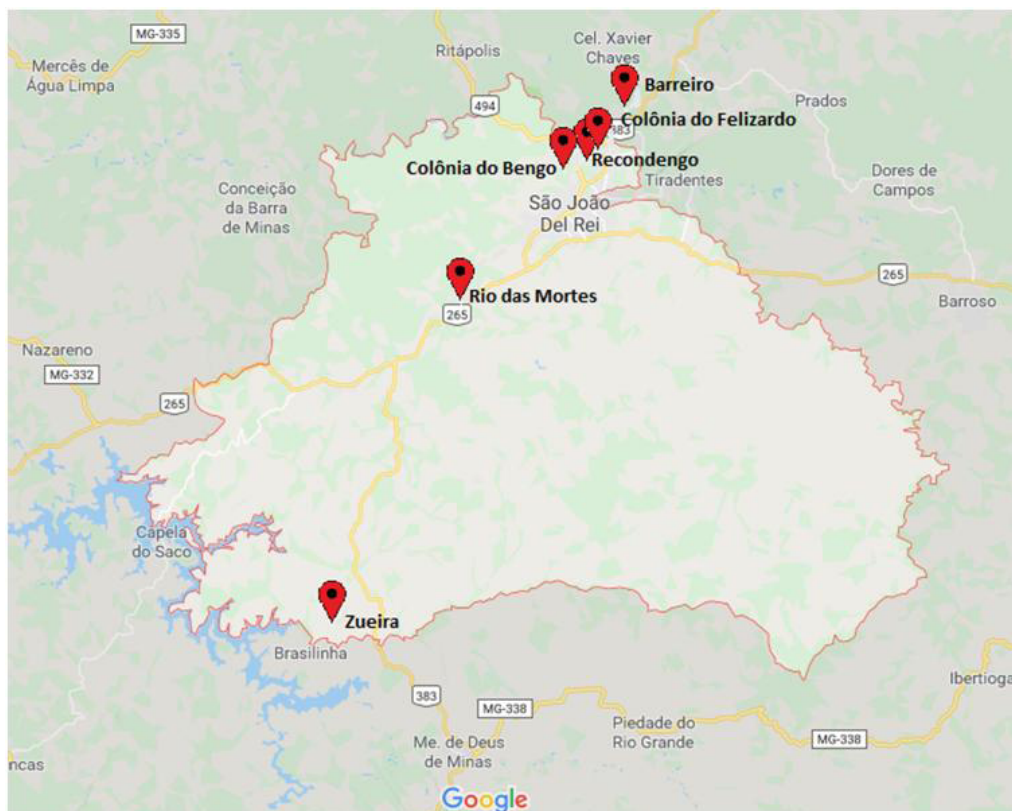 MG-335
Mercês de
Água Limpa
Ritápolis
Cel. Xavier
Chaves
Barreiro
494
Prados
Colônia do Felizardo
383
Colônia do Bengo
Recondengo
Tiradentes
Dores de
Campos
Conceição
da Barra
de Minas
São João
Del Rei
265
Barroso
Rio das Mortes
265
Nazareno
MG-332
265
Capela
do Saco
Zueira
Brasilinha
383
MG-338
Ibertioga
Piedade do
Rio Grande
MG-338
Me. de Deus
de Minas
ncas
Google